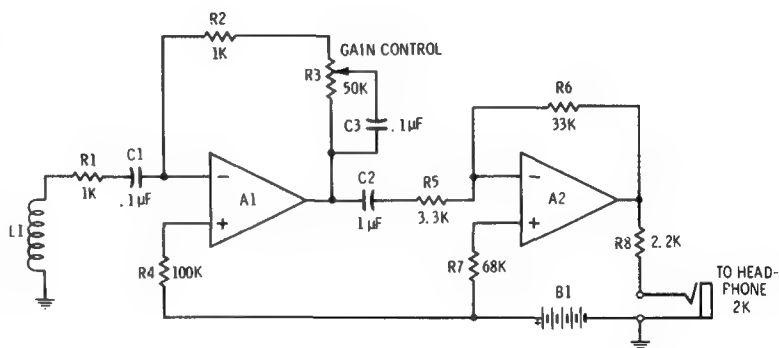 R2
1K
GAIN CONTROL
R3
50K
R6
33K
C3
.1µF
R1
1K
C1
.1µF
−
A1
+
C2
1µF
R5
3.3K
−
A2
+
L1
R4
100K
R7
68K
R8
2.2K
B1
+
TO HEAD-
PHONE
2K